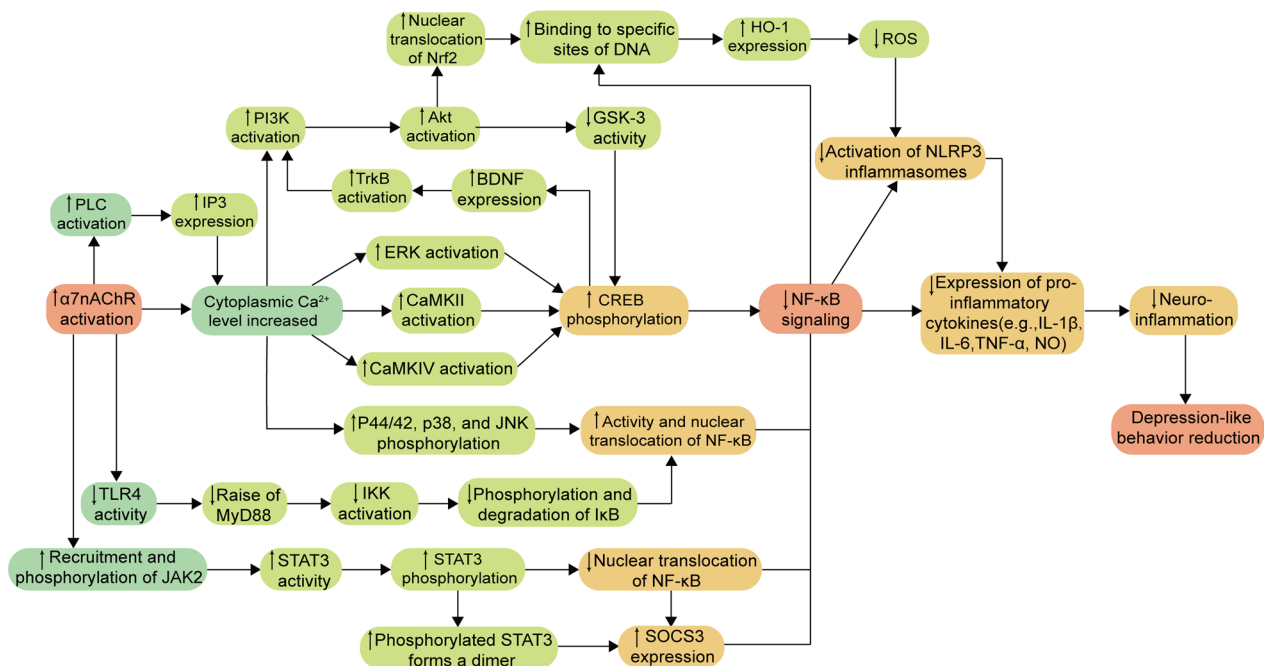 ↑Nuclear
translocation
of Nrf2
↑Binding to specific
sites of DNA
↑HO-1
expression
↓ROS
↑PI3K
activation
↑Akt
activation
↓GSK-3
activity
↓Activation of NLRP3
inflammasomes
↑TrkB
activation
↑BDNF
expression
↑PLC
activation
↑IP3
expression
↑ERK activation
↑α7nAChR
activation
Cytoplasmic Ca²⁺
level increased
↑CaMKII
activation
↑CREB
phosphorylation
↓NF-κB
signaling
↓Expression of pro-
inflammatory
cytokines(e.g.,IL-1β,
IL-6,TNF-α, NO)
↓Neuro-
inflammation
↑CaMKIV activation
↑P44/42, p38, and JNK
phosphorylation
↑Activity and nuclear
translocation of NF-κB
Depression-like
behavior reduction
↓TLR4
activity
↓Raise of
MyD88
↓IKK
activation
↓Phosphorylation and
degradation of IκB
↑Recruitment and
phosphorylation of JAK2
↑STAT3
activity
↑STAT3
phosphorylation
↓Nuclear translocation
of NF-κB
↑Phosphorylated STAT3
forms a dimer
↑SOCS3
expression